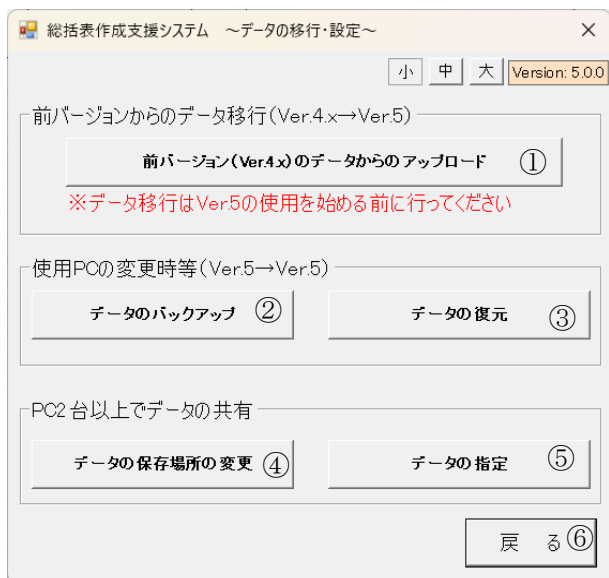 総括表作成支援システム　～データの移行・設定～
小 中 大 Version: 5.0.0
前バージョンからのデータ移行(Ver.4.x→Ver.5)
前バージョン(Ver.4.x)のデータからのアップロード ①
※データ移行はVer.5の使用を始める前に行ってください
使用PCの変更時等(Ver.5→Ver.5)
データのバックアップ ② データの復元 ③
PC2台以上でデータの共有
データの保存場所の変更 ④ データの指定 ⑤
戻 る ⑥